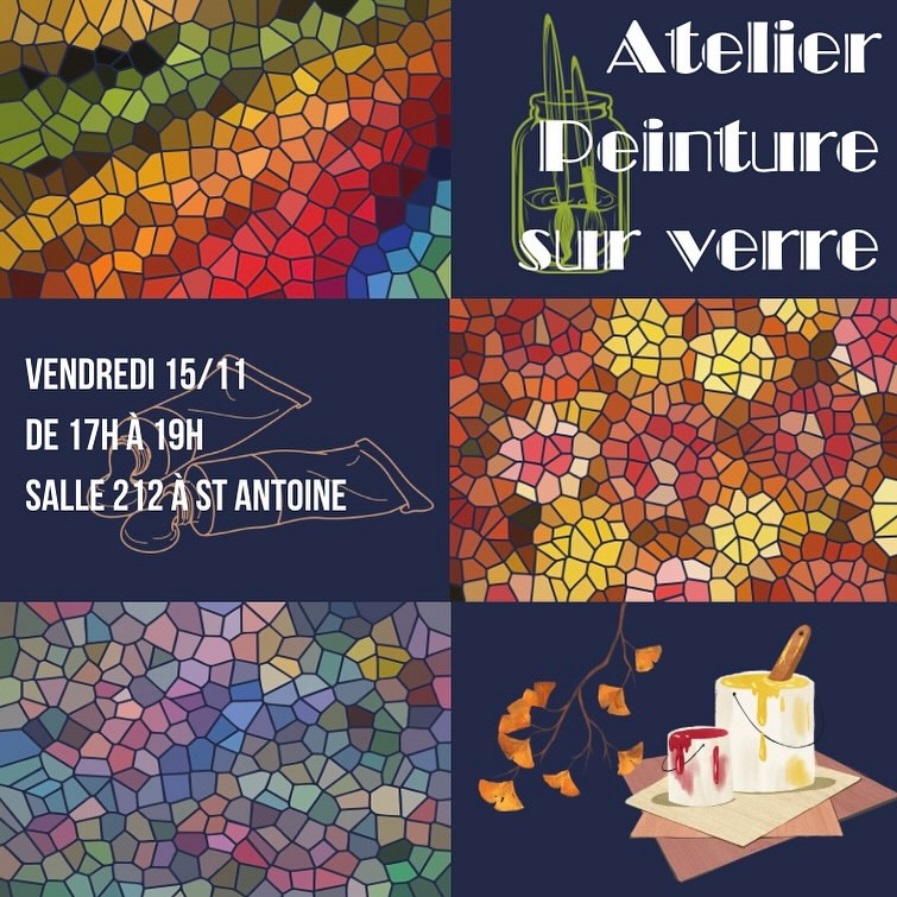 Atelier
Peinture
sur verre
VENDREDI 15/11
DE 17H À 19H
SALLE 212 À ST ANTOINE